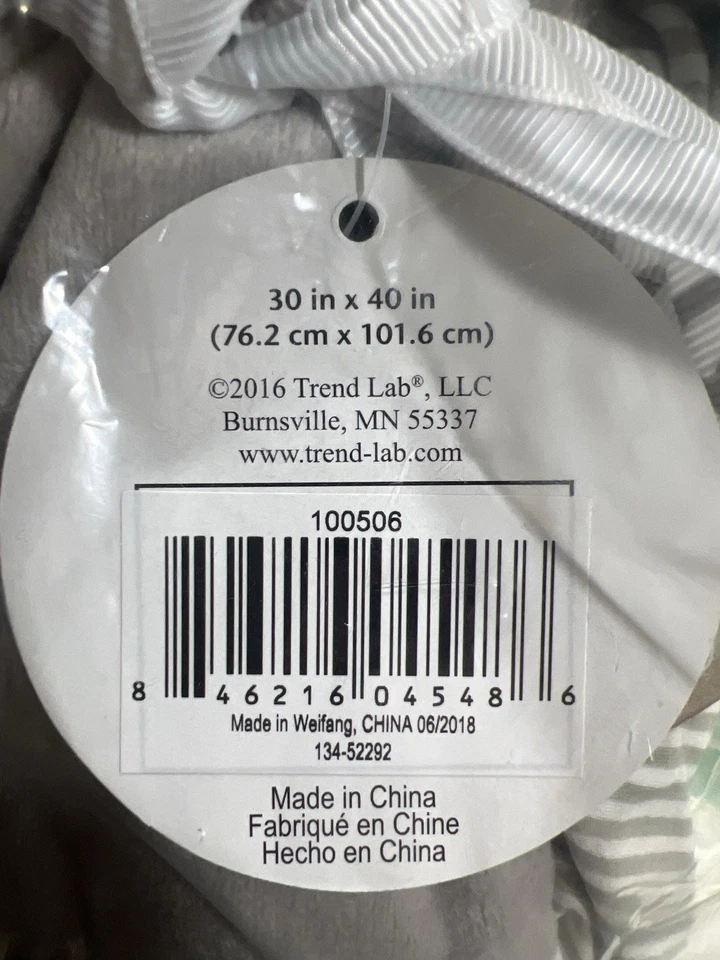 30 in x 40 in
(76.2 cm x 101.6 cm)
©2016 Trend Lab®, LLC
Burnsville, MN 55337
www.trend-lab.com
100506
8 46216 04548 6
Made in Weifang, CHINA 06/2018
134-52292
Made in China
Fabriqué en Chine
Hecho en China